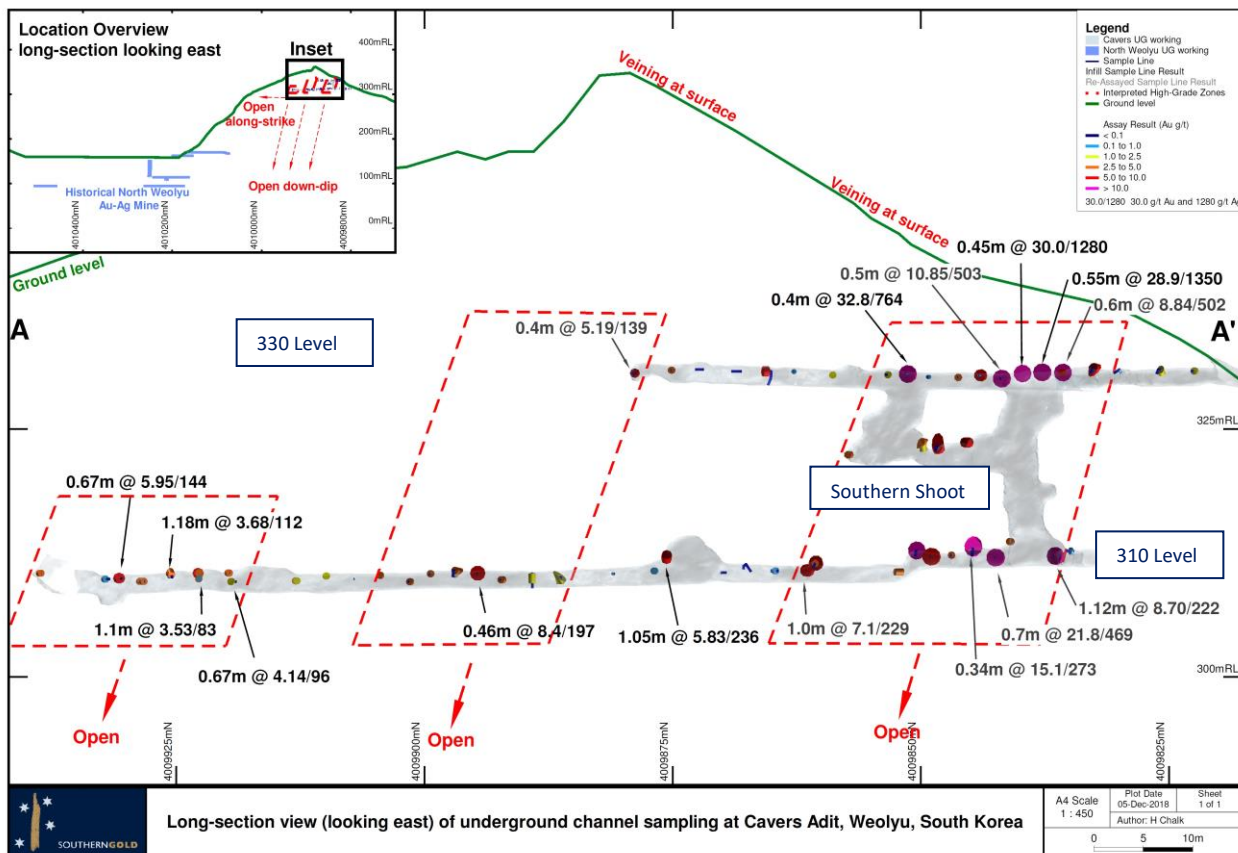 Location Overview
long-section looking east
Inset
400mRL
300mRL
200mRL
100mRL
0mRL
Open
along-strike
Open down-dip
Historical North Weolyu
Au-Ag Mine
4010400mN
4010200mN
4010000mN
4009800mN
Legend
Cavers UG working
North Weolyu UG working
Sample Line
Infill Sample Line Result
Re-Assayed Sample Line Result
Interpreted High-Grade Zones
Ground level
Assay Result (Au g/t)
< 0.1
0.1 to 1.0
1.0 to 2.5
2.5 to 5.0
5.0 to 10.0
> 10.0
30.0/1280 30.0 g/t Au and 1280 g/t Ag
Veining at surface
Veining at surface
Ground level
A
A'
330 Level
0.4m @ 5.19/139
0.4m @ 32.8/764
0.5m @ 10.85/503
0.45m @ 30.0/1280
0.55m @ 28.9/1350
0.6m @ 8.84/502
325mRL
Southern Shoot
310 Level
0.67m @ 5.95/144
1.18m @ 3.68/112
1.1m @ 3.53/83
0.67m @ 4.14/96
0.46m @ 8.4/197
1.05m @ 5.83/236
1.0m @ 7.1/229
0.34m @ 15.1/273
0.7m @ 21.8/469
1.12m @ 8.70/222
300mRL
Open
Open
Open
4009925mN
4009900mN
4009875mN
4009850mN
4009825mN
SOUTHERNGOLD
Long-section view (looking east) of underground channel sampling at Cavers Adit, Weolyu, South Korea
A4 Scale
1 : 450
Plot Date
05-Dec-2018
Sheet
1 of 1
Author: H Chalk
0 5 10m